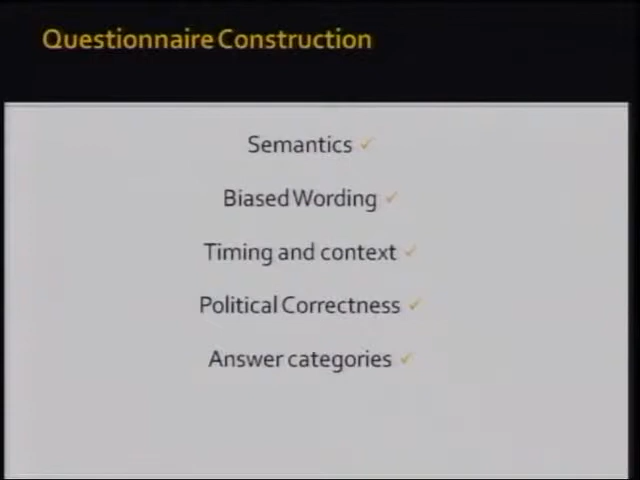 Questionnaire Construction
Semantics ✓
Biased Wording ✓
Timing and context ✓
Political Correctness ✓
Answer categories ✓